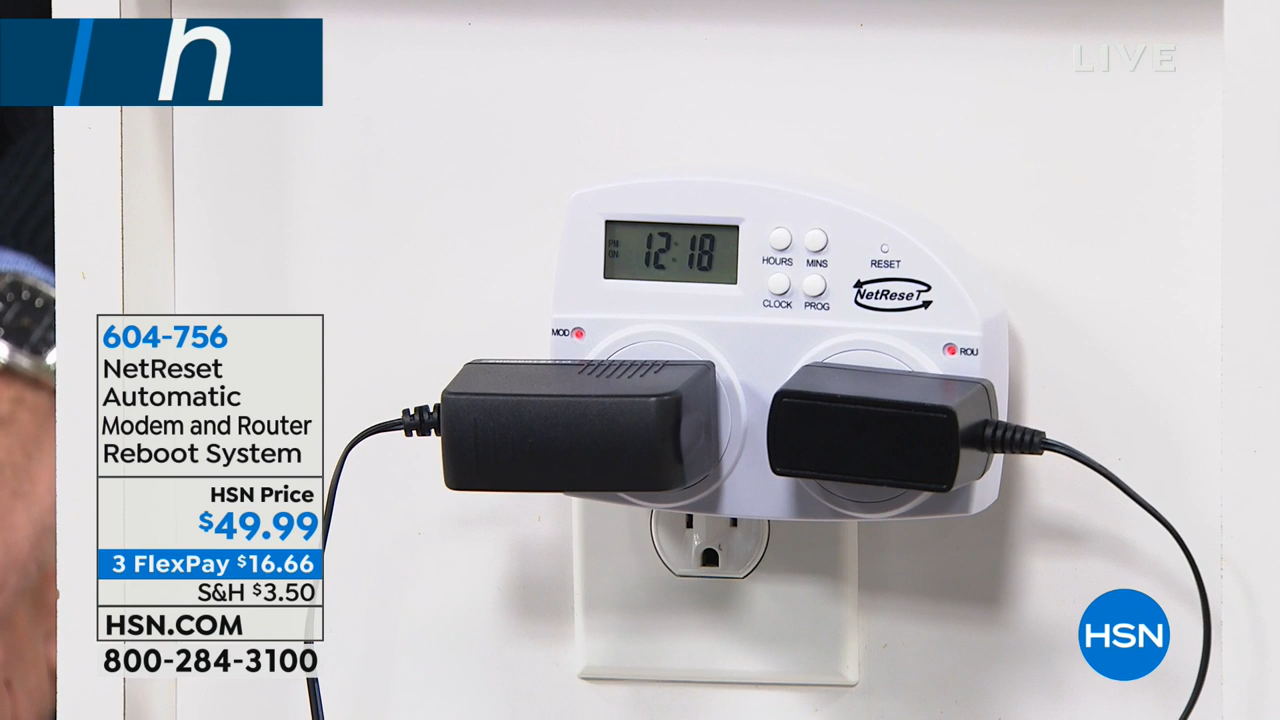 h
LIVE
PM
ON
12:18
HOURS MINS
CLOCK PROG
RESET
NetReseT
MOD
ROU
604-756
NetReset
Automatic
Modem and Router
Reboot System
HSN Price
$49.99
3 FlexPay $16.66
S&H $3.50
HSN.COM
800-284-3100
HSN